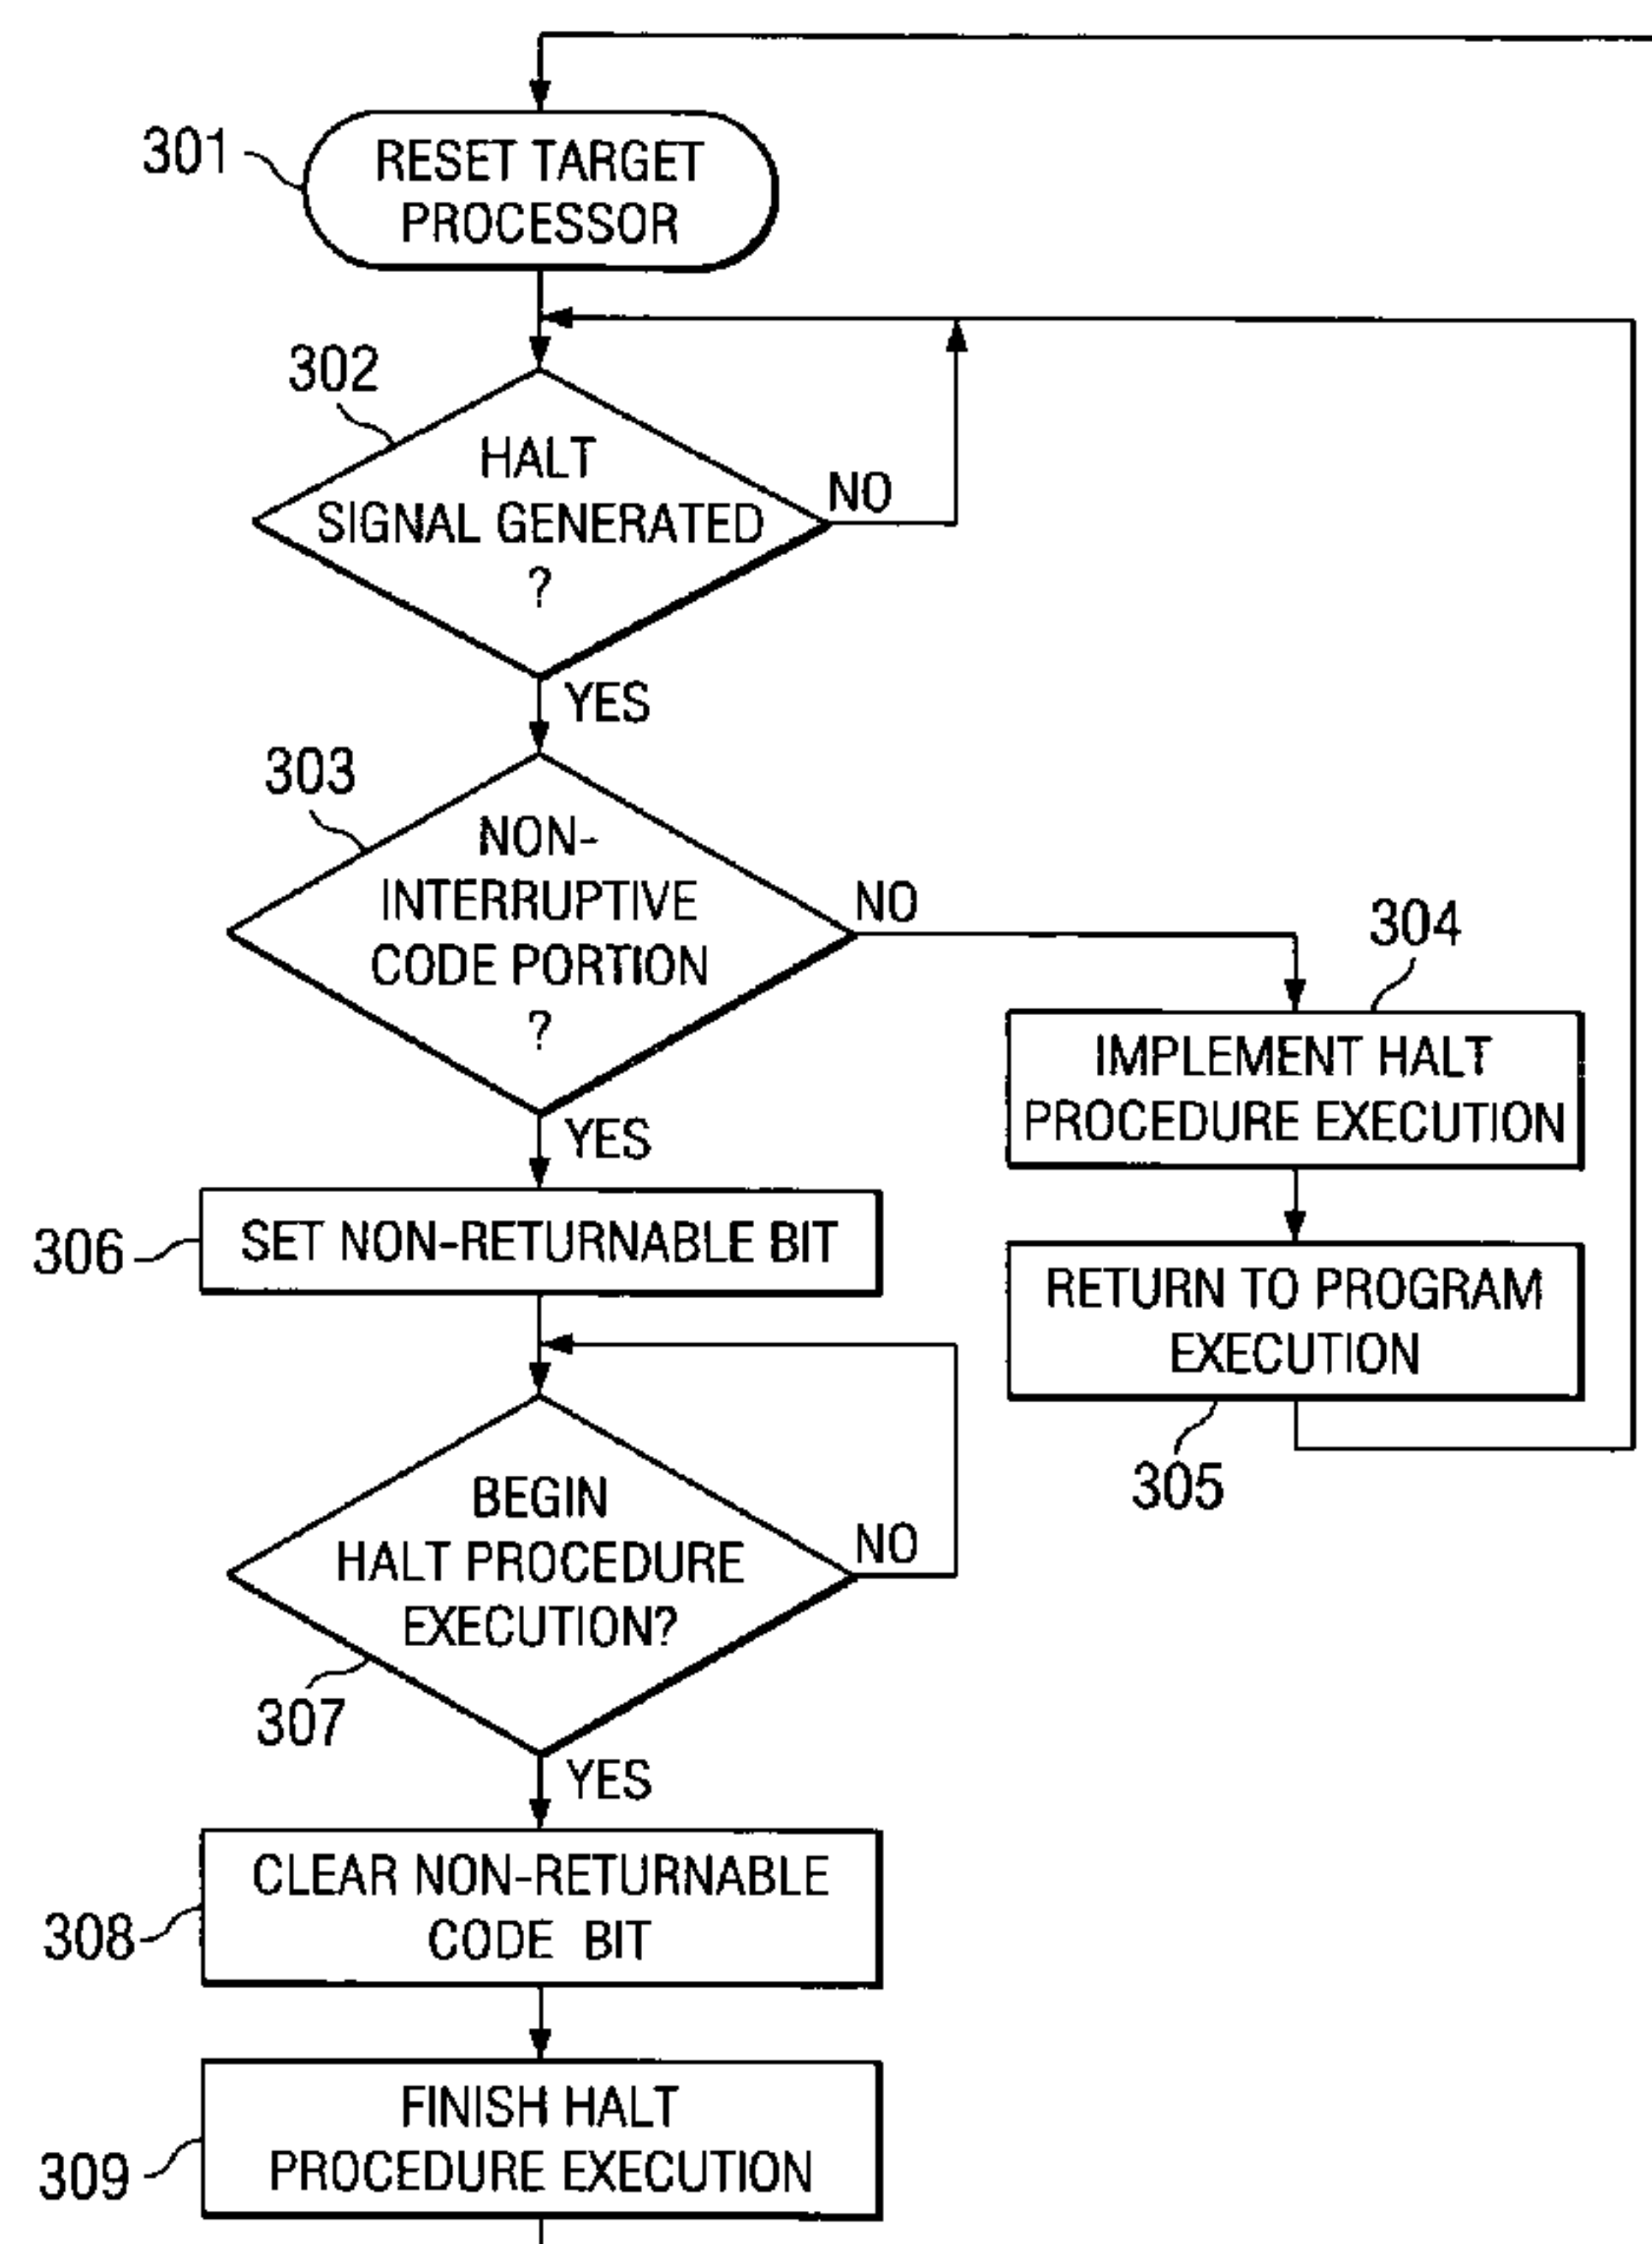 301
RESET TARGET
PROCESSOR
302
HALT
SIGNAL GENERATED
?
NO
YES
303
NON-
INTERRUPTIVE
CODE PORTION
?
NO
304
IMPLEMENT HALT
PROCEDURE EXECUTION
YES
306
SET NON-RETURNABLE BIT
RETURN TO PROGRAM
EXECUTION
305
BEGIN
HALT PROCEDURE
EXECUTION?
NO
307
YES
308
CLEAR NON-RETURNABLE
CODE BIT
309
FINISH HALT
PROCEDURE EXECUTION